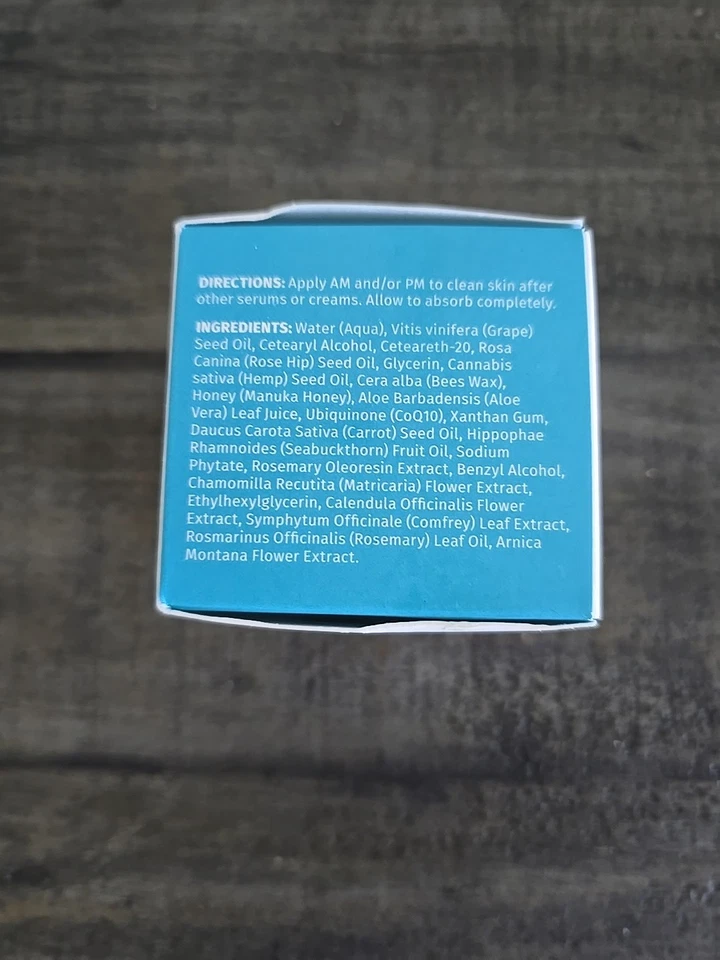 DIRECTIONS: Apply AM and/or PM to clean skin after
other serums or creams. Allow to absorb completely.
INGREDIENTS: Water (Aqua), Vitis vinifera (Grape)
Seed Oil, Cetearyl Alcohol, Ceteareth-20, Rosa
Canina (Rose Hip) Seed Oil, Glycerin, Cannabis
sativa (Hemp) Seed Oil, Cera alba (Bees Wax),
Honey (Manuka Honey), Aloe Barbadensis (Aloe
Vera) Leaf Juice, Ubiquinone (CoQ10), Xanthan Gum,
Daucus Carota Sativa (Carrot) Seed Oil, Hippophae
Rhamnoides (Seabuckthorn) Fruit Oil, Sodium
Phytate, Rosemary Oleoresin Extract, Benzyl Alcohol,
Chamomilla Recutita (Matricaria) Flower Extract,
Ethylhexylglycerin, Calendula Officinalis Flower
Extract, Symphytum Officinale (Comfrey) Leaf Extract,
Rosmarinus Officinalis (Rosemary) Leaf Oil, Arnica
Montana Flower Extract.